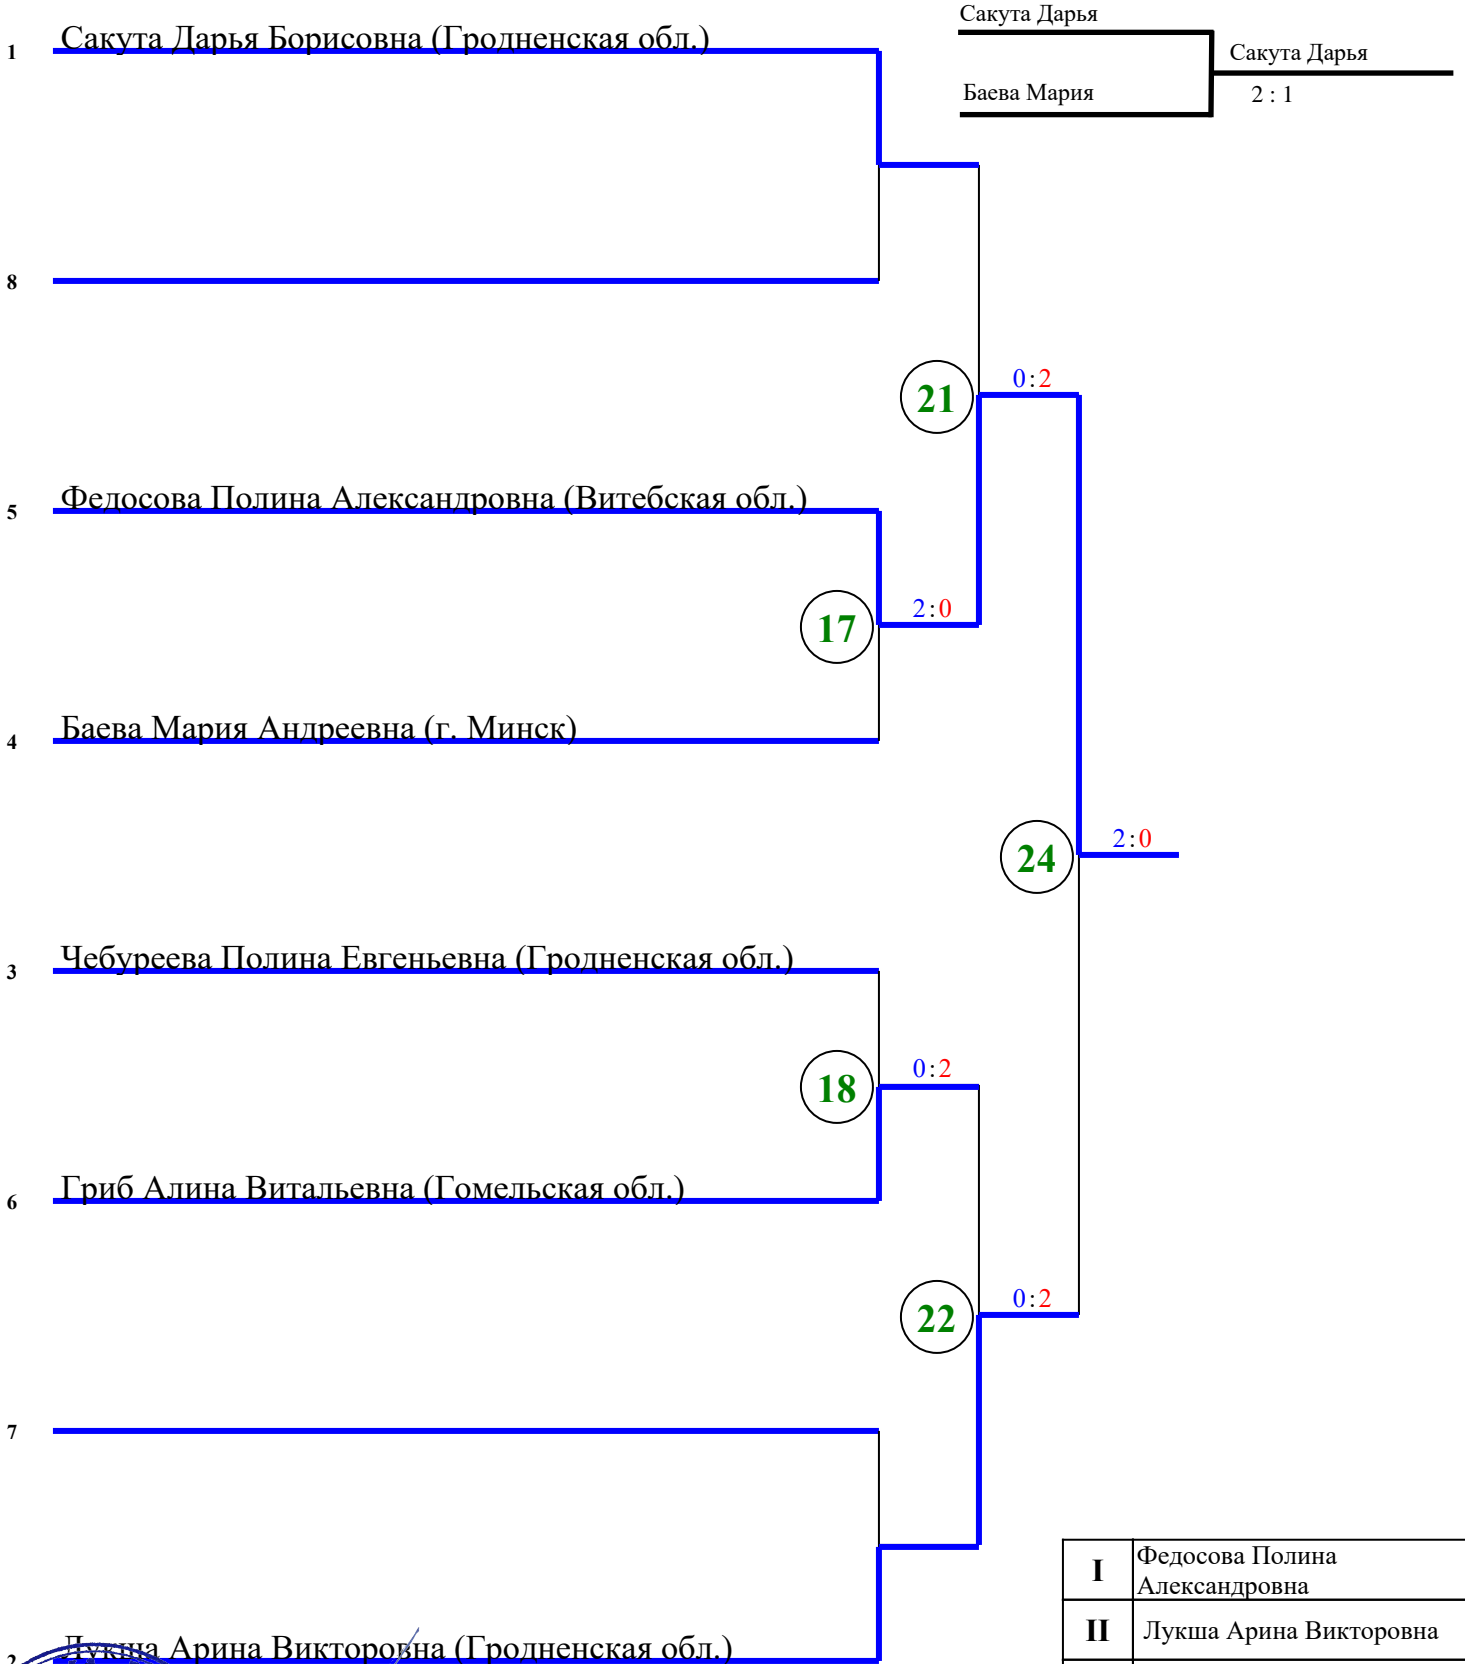 Сакута Дарья
1 Сакута Дарья Борисовна (Гродненская обл.)
Сакута Дарья
Баева Мария
2 : 1
8
0:2
21
5 Федосова Полина Александровна (Витебская обл.)
2:0
17
4 Баева Мария Андреевна (г. Минск)
2:0
24
3 Чебуреева Полина Евгеньевна (Гродненская обл.)
0:2
18
6 Гриб Алина Витальевна (Гомельская обл.)
0:2
22
7
I Федосова Полина
Александровна
II Лукша Арина Викторовна
2 Лукша Арина Викторовна (Гродненская обл.)